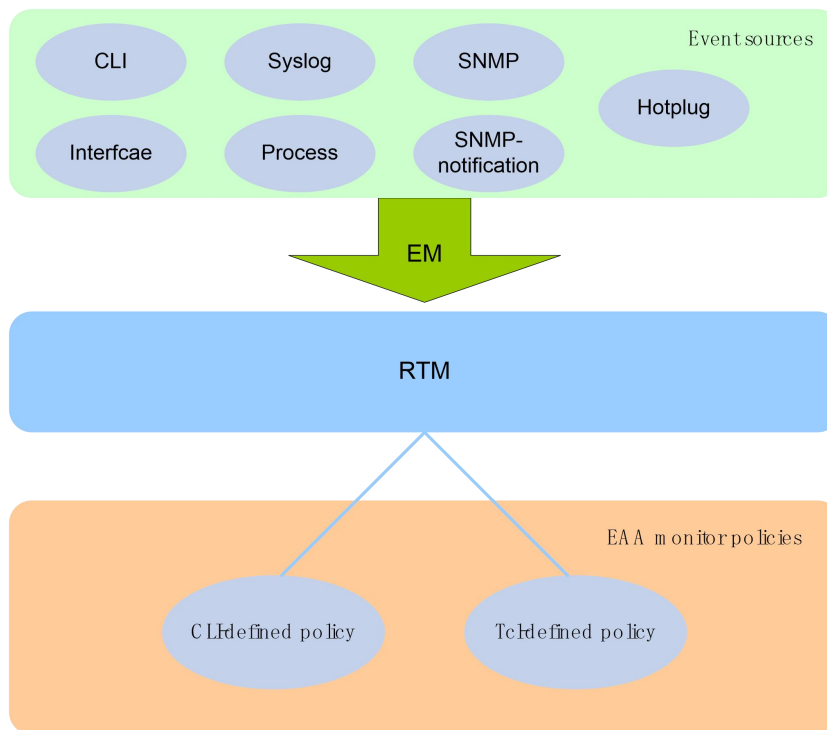 Event sources
CLI
Syslog
SNMP
Hotplug
Interfcae
Process
SNMP-
notification
EM
RTM
EAA monitor policies
CLI-defined policy
Tcl-defined policy